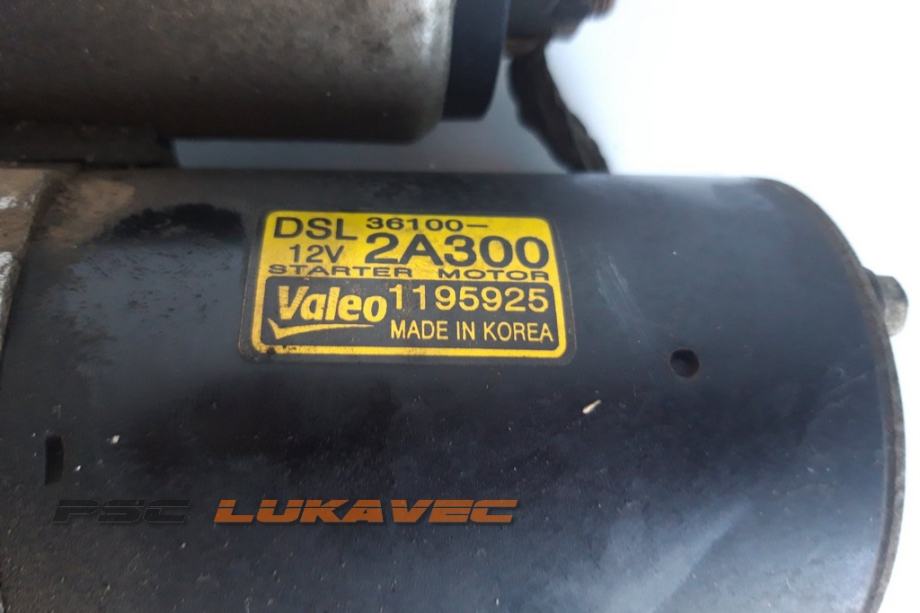 DSL 36100-
12V 2A300
STARTER MOTOR
Valeo 1195925
MADE IN KOREA
PSC LUKAVEC